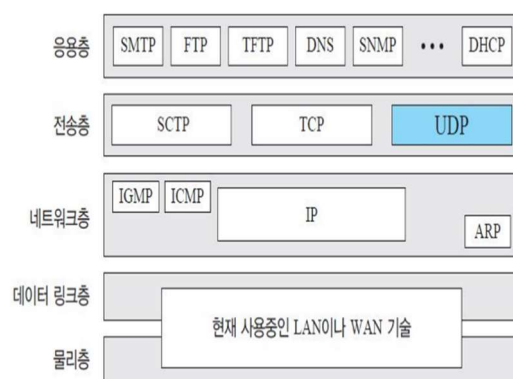 응용층 SMTP FTP TFTP DNS SNMP ••• DHCP
전송층 SCTP TCP UDP
IGMP ICMP
네트워크층 IP
ARP
데이터 링크층
현재 사용중인 LAN이나 WAN 기술
물리층